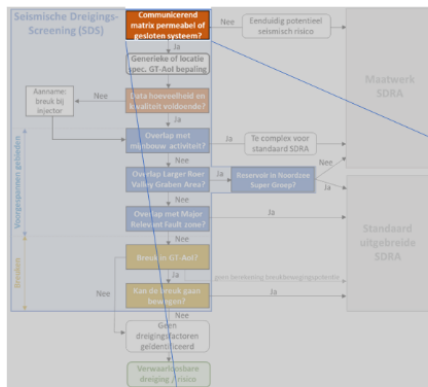 Seismische Dreigings-
Screening (SDS)
Communicerend
matrix permeabel of
gesloten systeem?
Nee
Eenduidig potentieel
seismisch risico
Ja
Generieke of locatie
spec. GT-AoI bepaling
Maatwerk
SDRA
Aanname:
breuk bij
injector
Nee
Data hoeveelheid en
kwaliteit voldoende?
Ja
Voorgespannen gebieden
Overlap met
mijnbouw activiteit?
Ja
Te complex voor
standaard SDRA
Nee
Nee
Overlap Larger Roer
Valley Graben Area?
Ja
Reservoir in Noordzee
Super Groep?
Ja
Nee
Overlap met Major
Relevant Fault zone?
Ja
Standaard
uitgebreide
SDRA
Nee
Breuken
Breuk in GT-AoI?
Ja
geen berekening breukbewegingspotentie
Nee
Kan de breuk gaan
bewegen?
Ja
Nee
Geen
dreigingsfactoren
geïdentificeerd
Verwaarloosbare
dreiging / risico